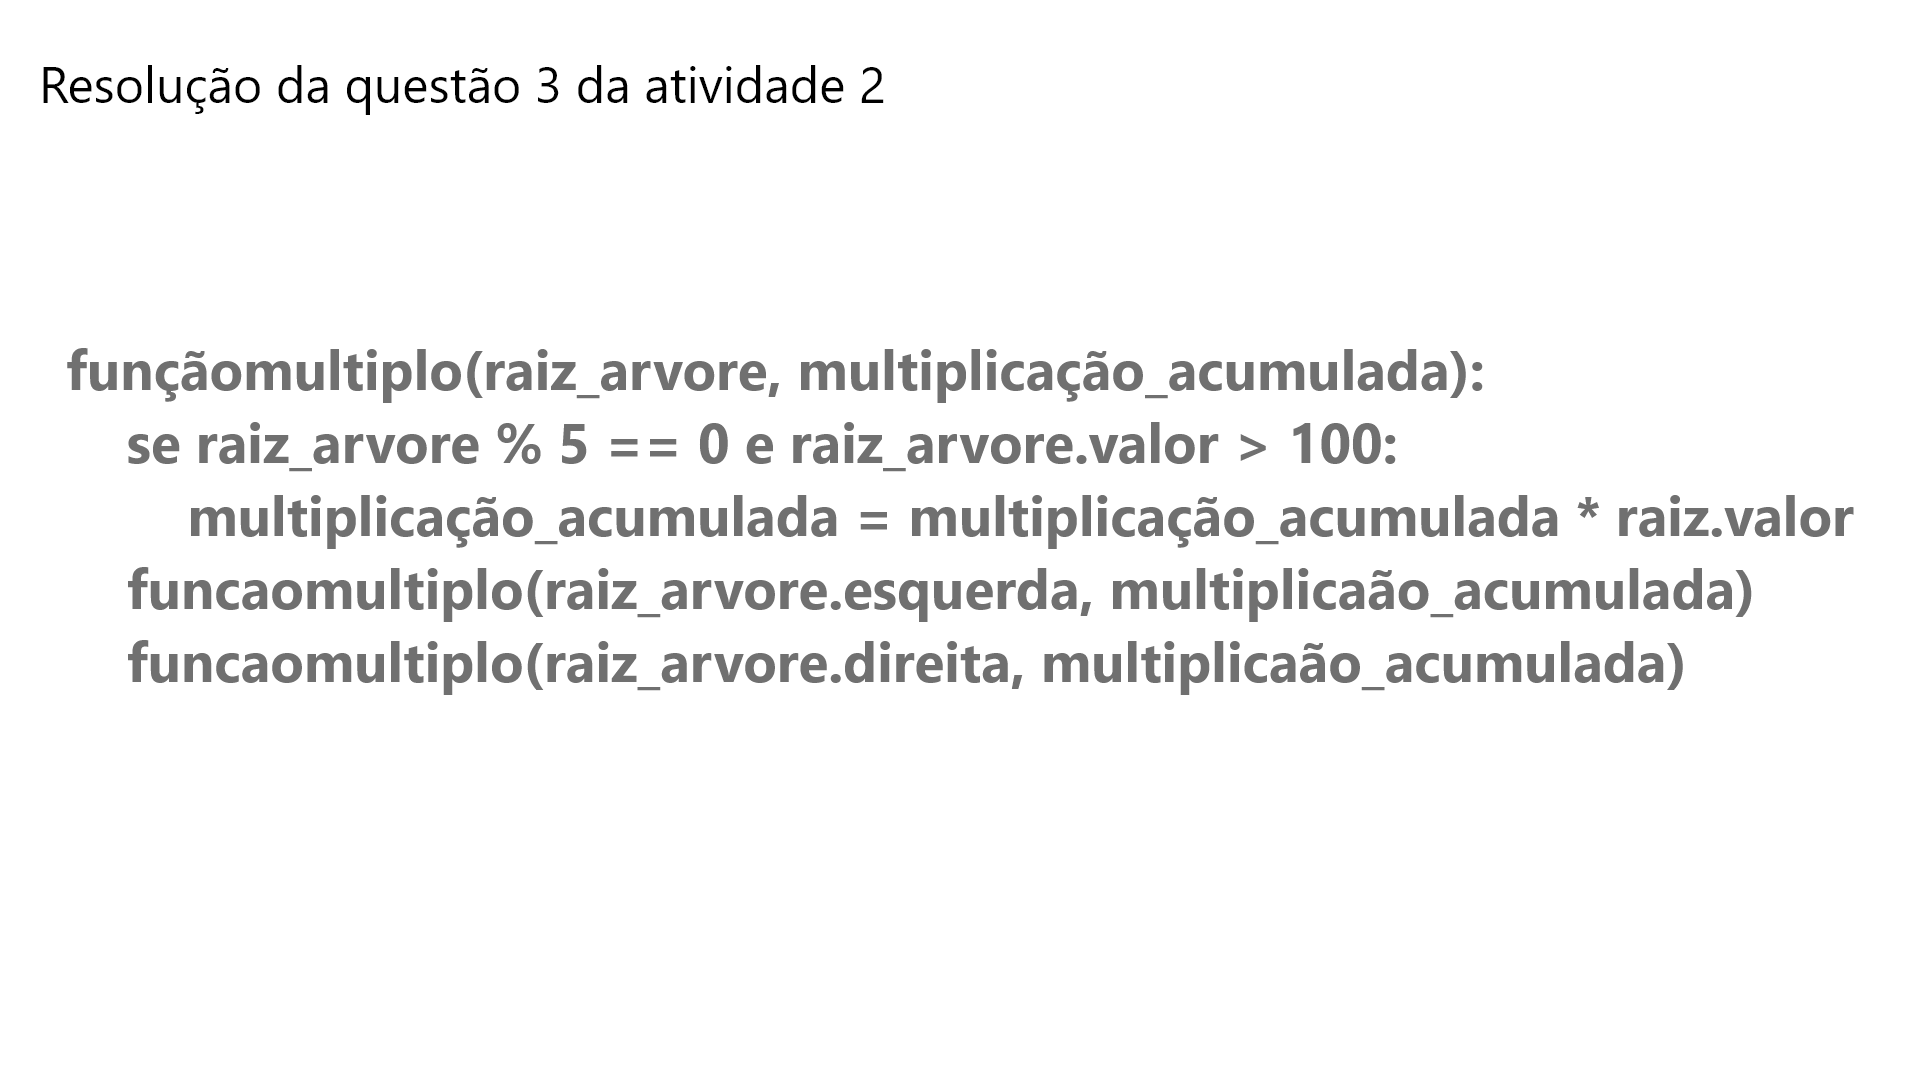 Resolução da questão 3 da atividade 2
funçãomultiplo(raiz_arvore, multiplicação_acumulada):
se raiz_arvore % 5 == 0 e raiz_arvore.valor > 100:
multiplicação_acumulada = multiplicação_acumulada * raiz.valor
funcaomultiplo(raiz_arvore.esquerda, multiplicaão_acumulada)
funcaomultiplo(raiz_arvore.direita, multiplicaão_acumulada)